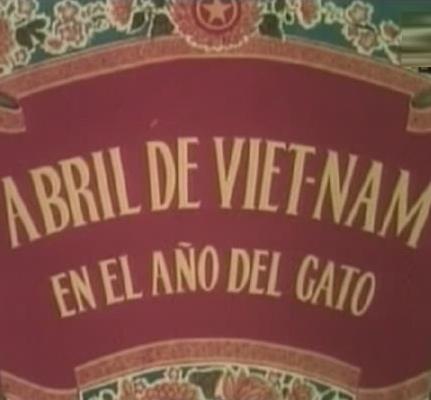 ABRIL DE VIET-NAM
EN EL AÑO DEL GATO